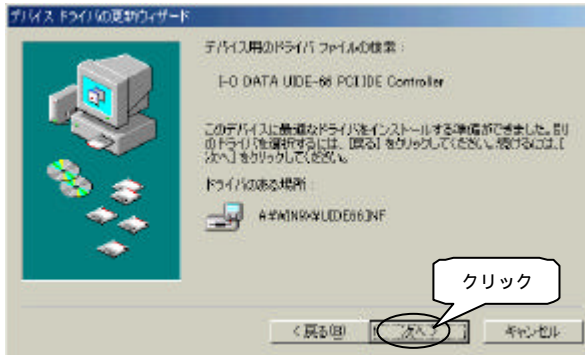 デバイス ドライバの更新ウィザード
デバイス用のドライバ ファイルの検索：
I-O DATA UIDE-66 PCI IDE Controller
このデバイスに最適なドライバをインストールする準備ができました。別
のドライバを選択するには、[戻る] をクリックしてください。続けるには、[
次へ] をクリックしてください。
ドライバのある場所：
A:¥WIN9X¥UIDE66.INF
クリック
< 戻る(B)
次へ >
キャンセル